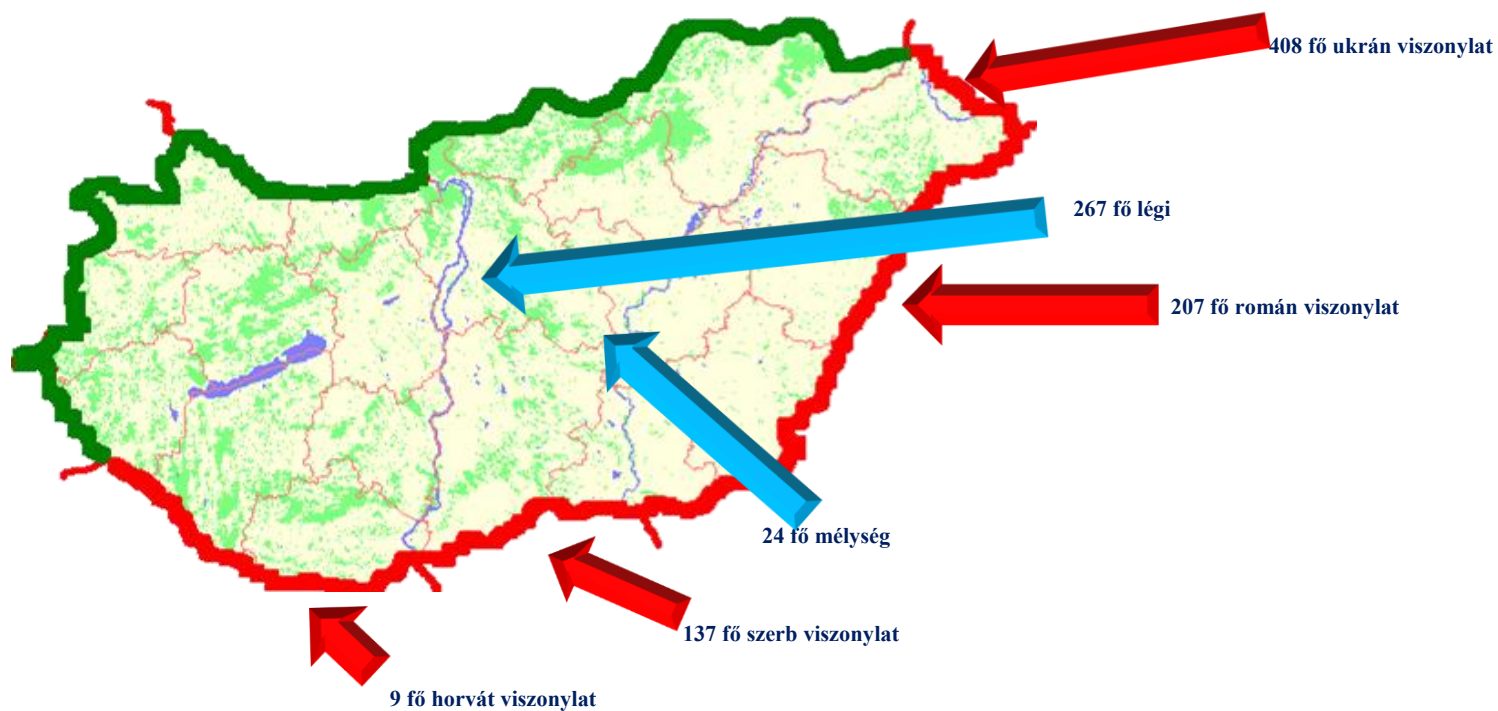 408 fő ukrán viszonylat
267 fő légi
207 fő román viszonylat
24 fő mélység
137 fő szerb viszonylat
9 fő horvát viszonylat